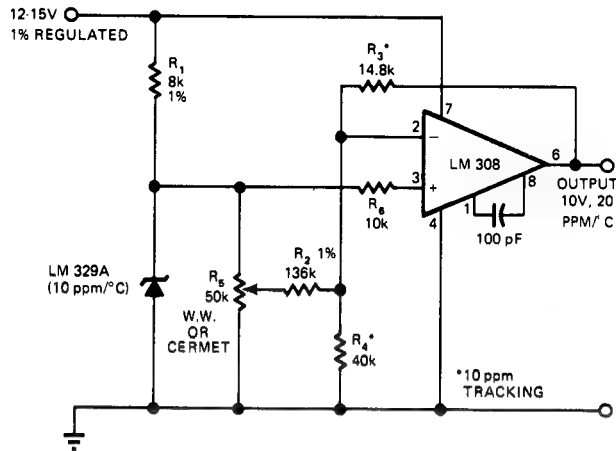 12-15V
1% REGULATED
R1
8k
1%
R3*
14.8k
7
2
−
LM 308
6
3
+
8
1
4
100 pF
OUTPUT
10V, 20
PPM/°C
R6
10k
LM 329A
(10 ppm/°C)
R5
50k
W.W.
OR
CERMET
R2 1%
136k
R4*
40k
*10 ppm
TRACKING